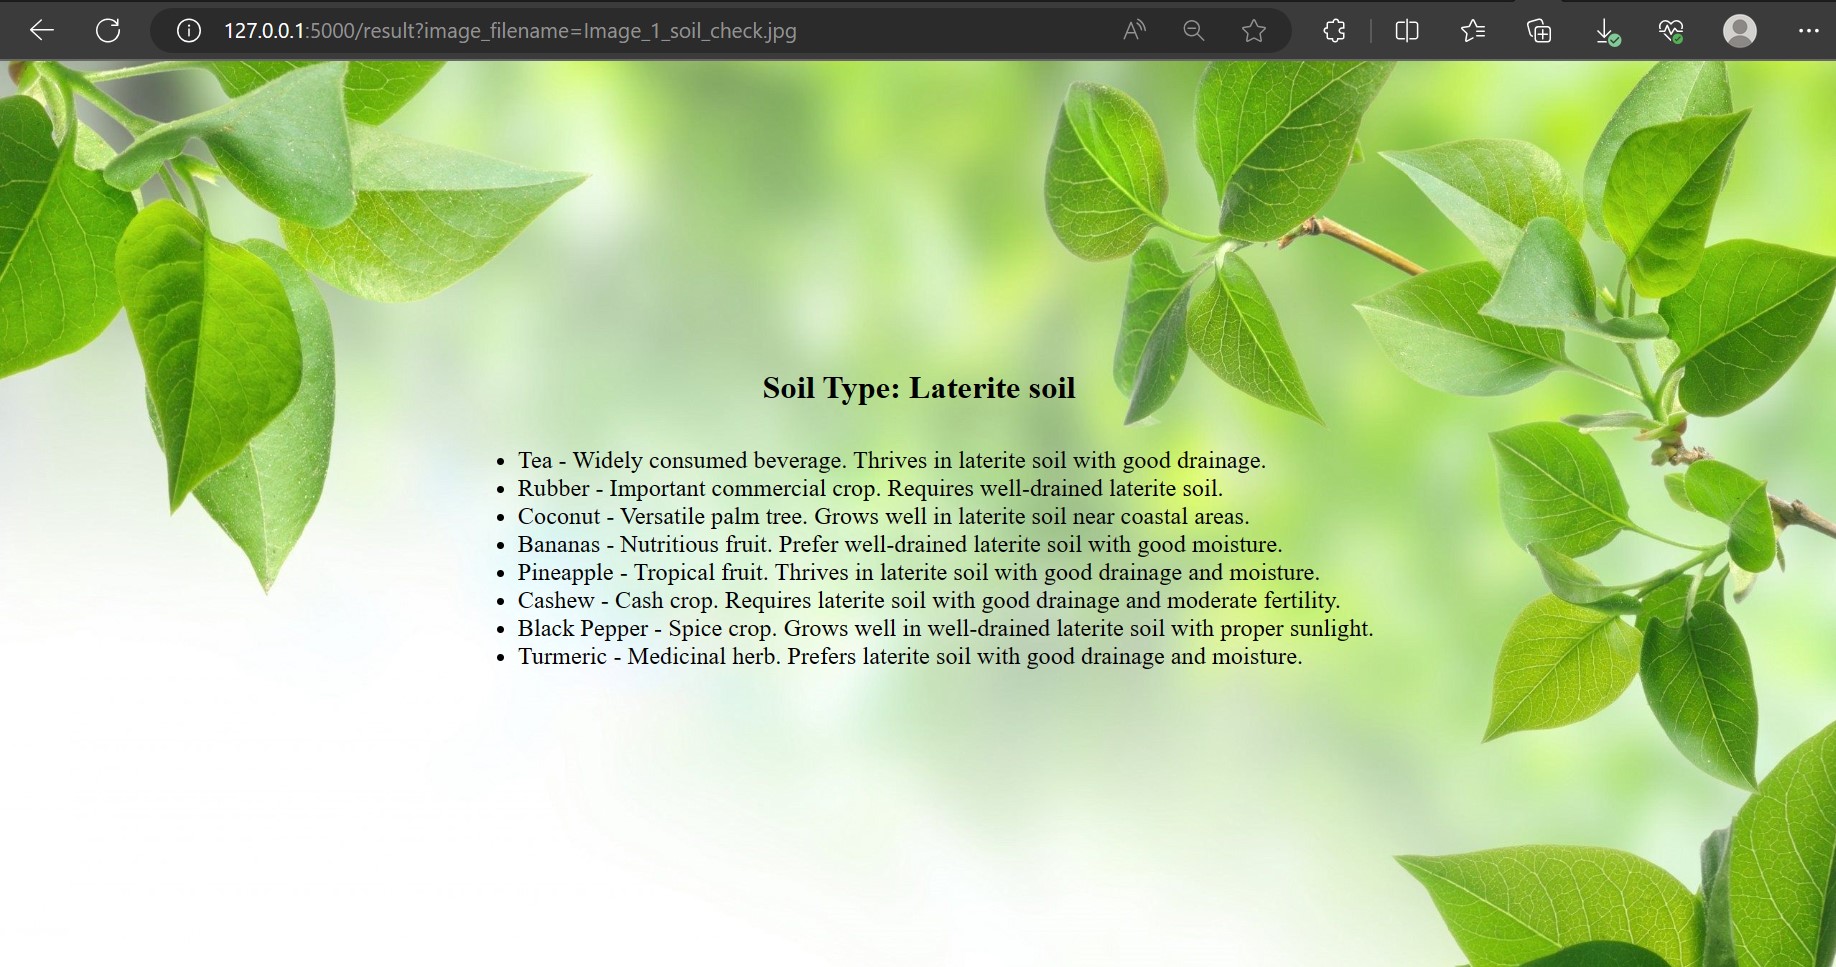 127.0.0.1:5000/result?image_filename=Image_1_soil_check.jpg
Soil Type: Laterite soil
• Tea - Widely consumed beverage. Thrives in laterite soil with good drainage.
• Rubber - Important commercial crop. Requires well-drained laterite soil.
• Coconut - Versatile palm tree. Grows well in laterite soil near coastal areas.
• Bananas - Nutritious fruit. Prefer well-drained laterite soil with good moisture.
• Pineapple - Tropical fruit. Thrives in laterite soil with good drainage and moisture.
• Cashew - Cash crop. Requires laterite soil with good drainage and moderate fertility.
• Black Pepper - Spice crop. Grows well in well-drained laterite soil with proper sunlight.
• Turmeric - Medicinal herb. Prefers laterite soil with good drainage and moisture.